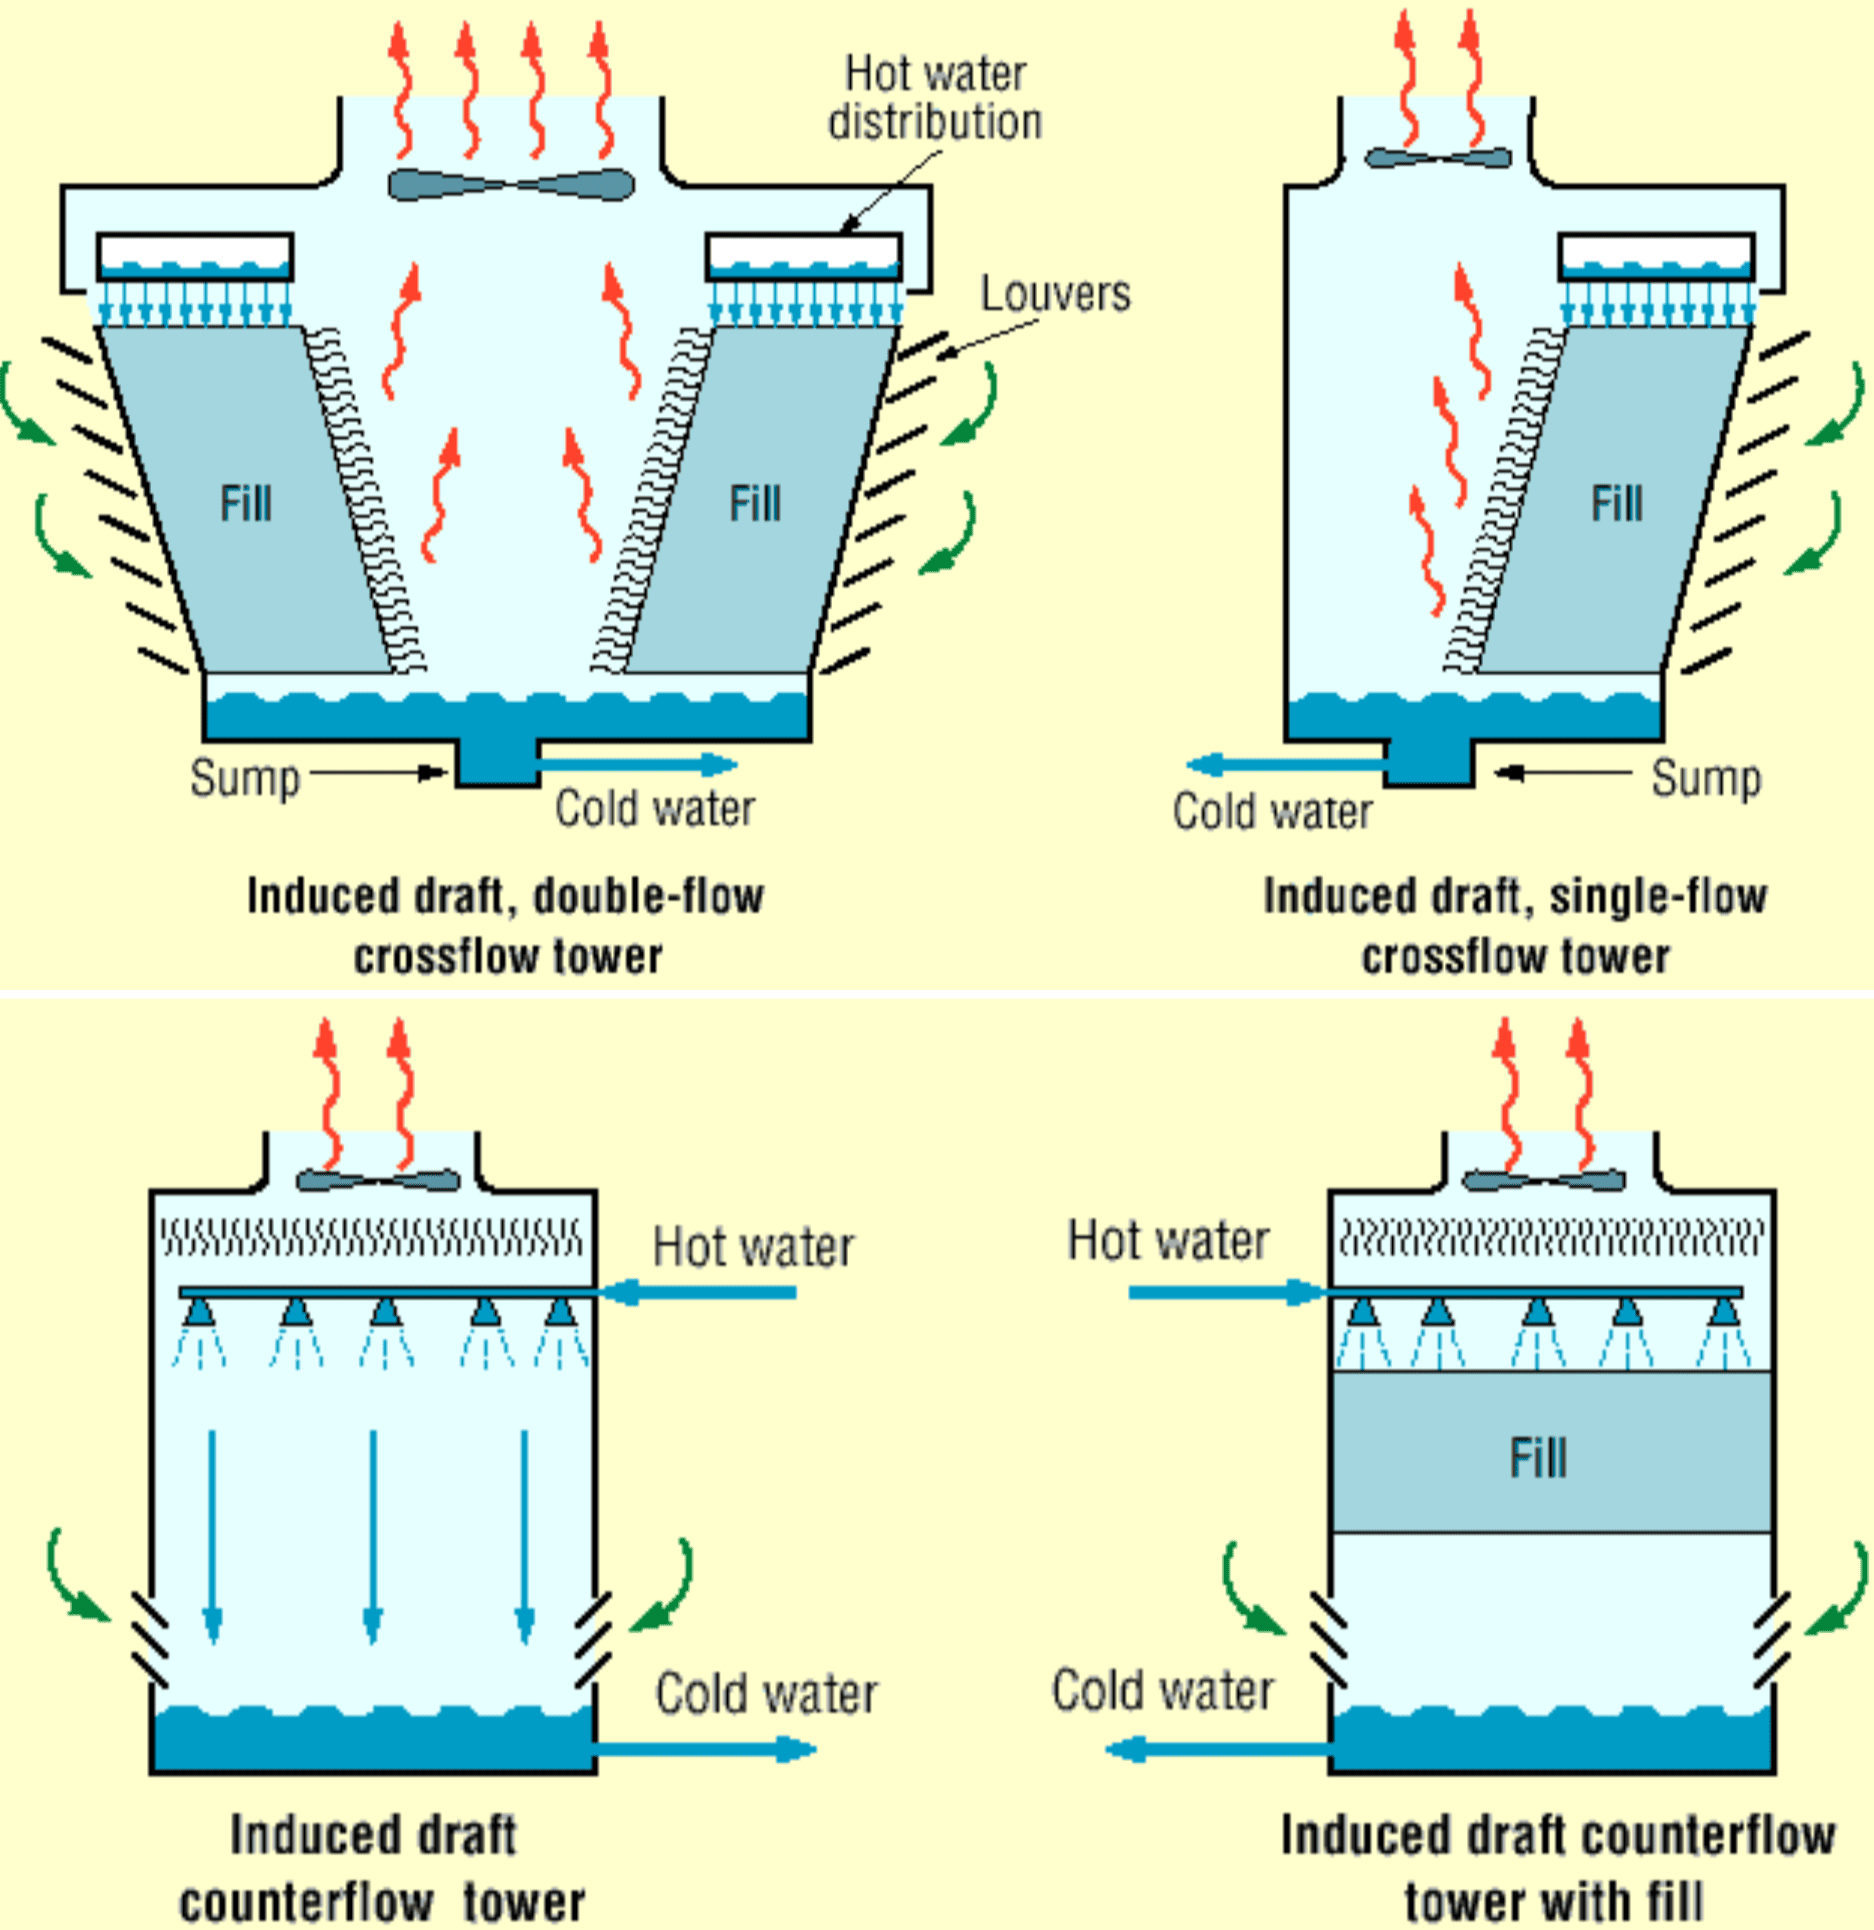 Hot water
distribution
Louvers
Fill
Fill
Fill
Sump
Cold water
Cold water
Sump
Induced draft, double-flow
crossflow tower
Induced draft, single-flow
crossflow tower
Hot water
Hot water
Fill
Cold water
Cold water
Induced draft
counterflow tower
Induced draft counterflow
tower with fill